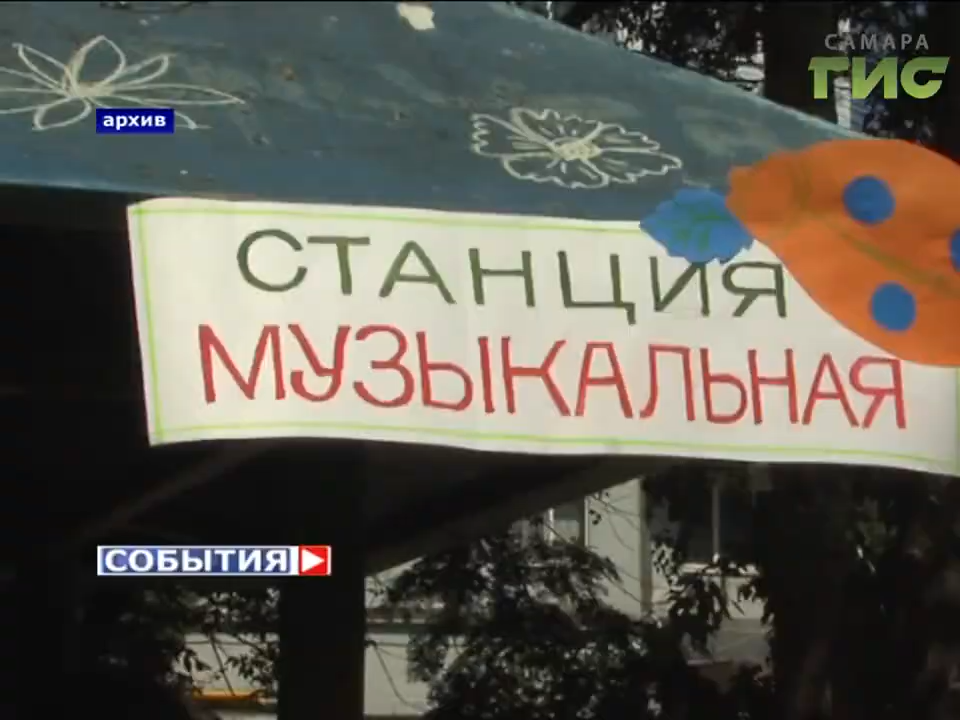 САМАРА
ГИС
архив
СТАНЦИЯ
МУЗЫКАЛЬНАЯ
СОБЫТИЯ